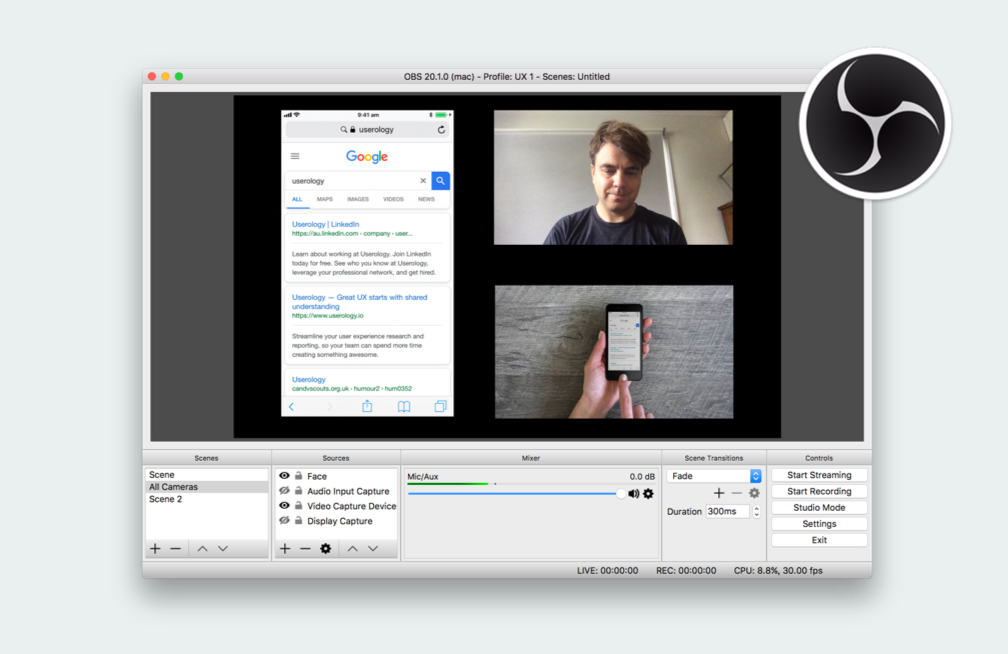 OBS 20.1.0 (mac) - Profile: UX 1 - Scenes: Untitled
9:41 am
userology
Google
userology
ALL MAPS IMAGES VIDEOS NEWS
Userology | LinkedIn
https://au.linkedin.com › company › user...
Learn about working at Userology. Join LinkedIn
today for free. See who you know at Userology,
leverage your professional network, and get hired.
Userology — Great UX starts with shared
understanding
https://www.userology.io
Streamline your user experience research and
reporting, so your team can spend more time
creating something awesome.
Userology
candvscouts.org.uk › humour2 › hum0352
Scenes
Scene
All Cameras
Scene 2
Sources
Face
Audio Input Capture
Video Capture Device
Display Capture
Mixer
Mic/Aux 0.0 dB
Scene Transitions
Fade
Duration 300ms
Controls
Start Streaming
Start Recording
Studio Mode
Settings
Exit
LIVE: 00:00:00 REC: 00:00:00 CPU: 8.8%, 30.00 fps